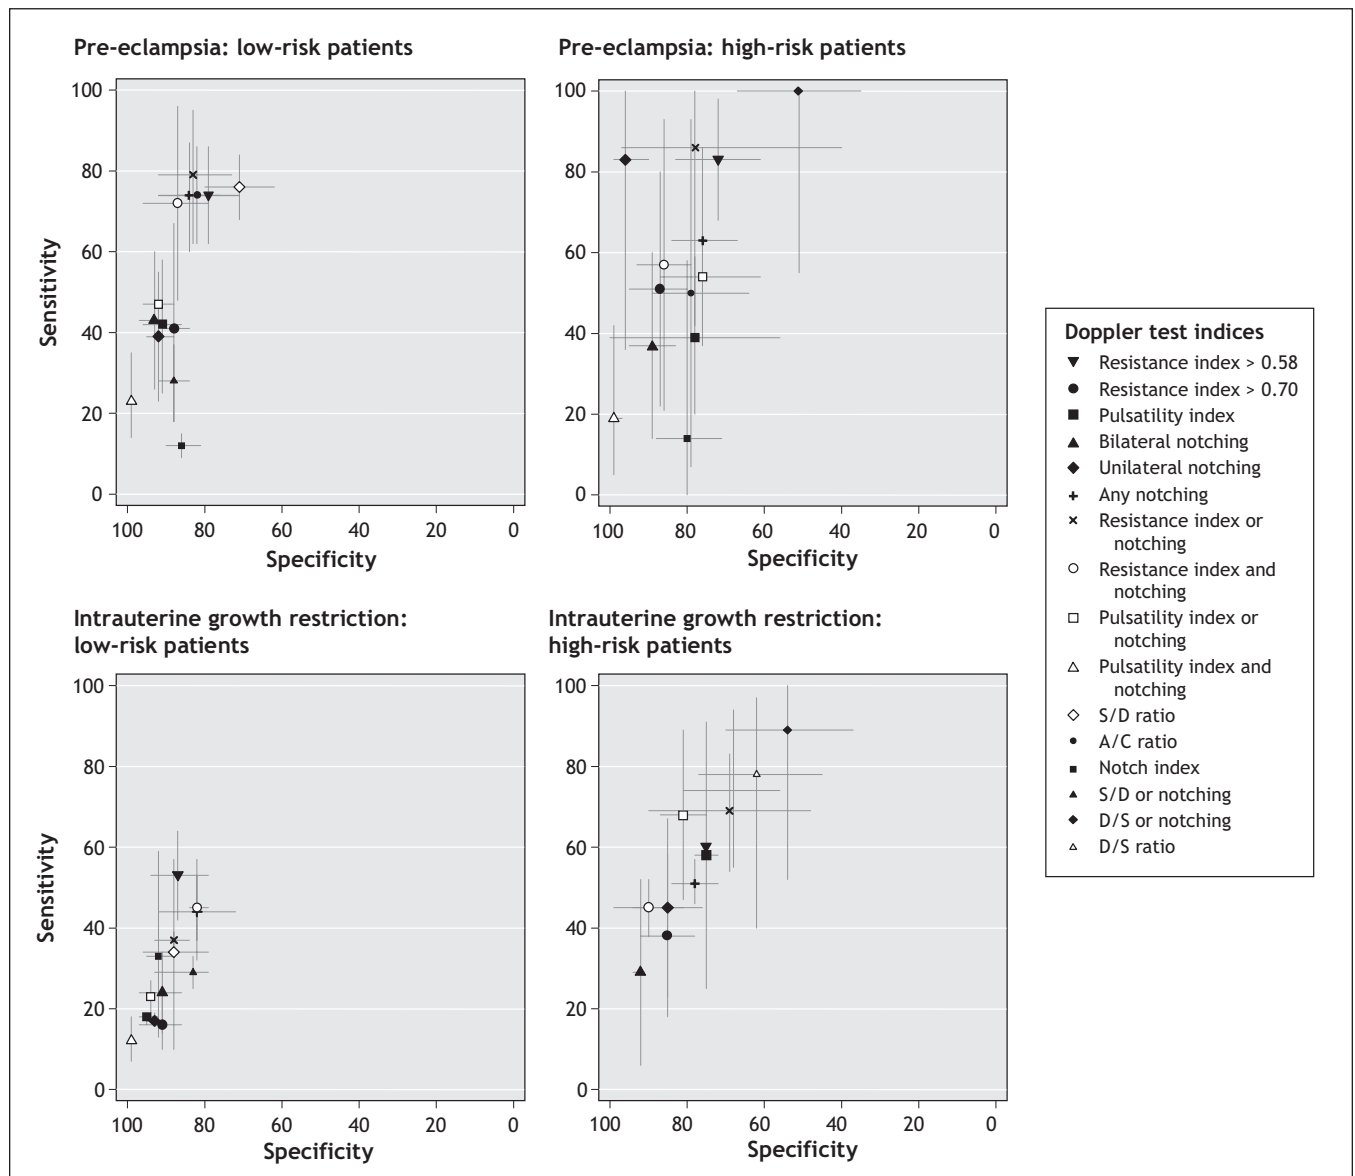 Pre-eclampsia: low-risk patients
Sensitivity
100
80
60
40
20
0
100 80 60 40 20 0
Specificity
Pre-eclampsia: high-risk patients
100
80
60
40
20
0
100 80 60 40 20 0
Specificity
Intrauterine growth restriction:
low-risk patients
Sensitivity
100
80
60
40
20
0
100 80 60 40 20 0
Specificity
Intrauterine growth restriction:
high-risk patients
100
80
60
40
20
0
100 80 60 40 20 0
Specificity
Doppler test indices
Resistance index > 0.58
Resistance index > 0.70
Pulsatility index
Bilateral notching
Unilateral notching
Any notching
Resistance index or
notching
Resistance index and
notching
Pulsatility index or
notching
Pulsatility index and
notching
S/D ratio
A/C ratio
Notch index
S/D or notching
D/S or notching
D/S ratio